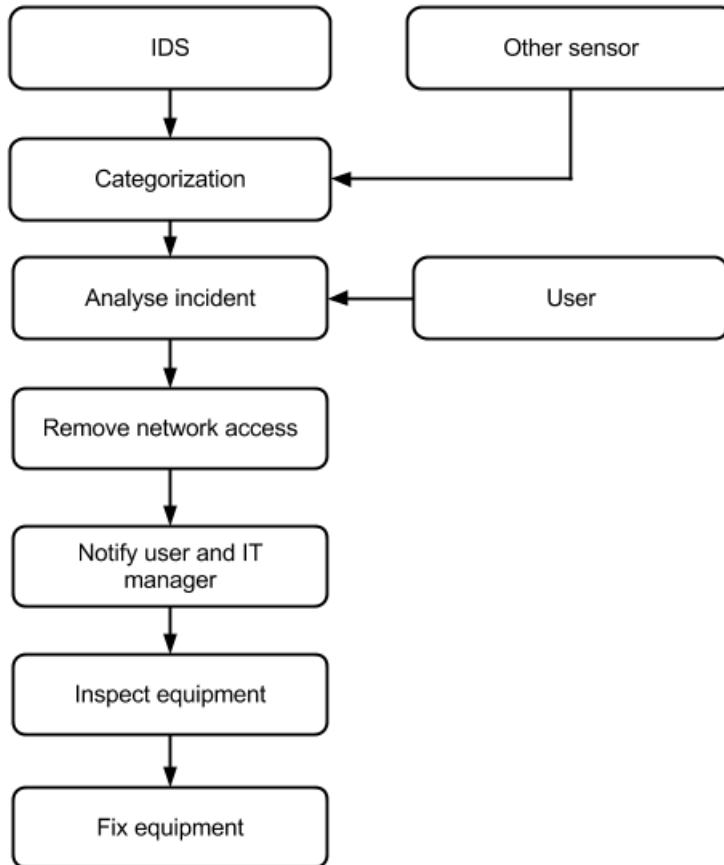 IDS
Other sensor
Categorization
Analyse incident
User
Remove network access
Notify user and IT
manager
Inspect equipment
Fix equipment